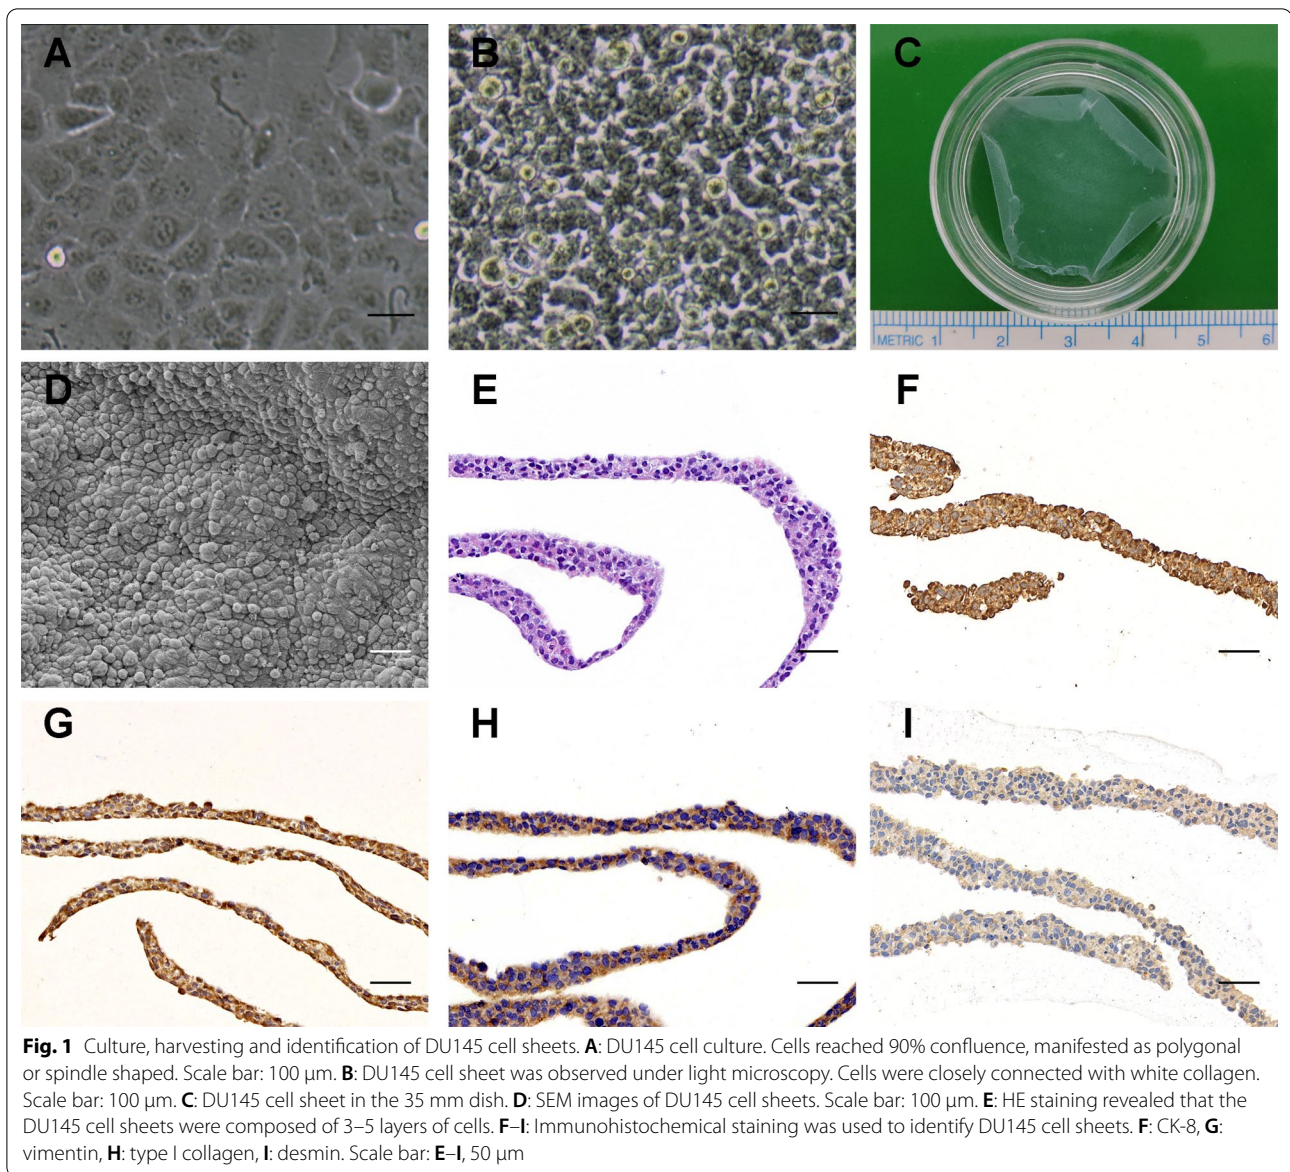 A
B
C
METRIC 1 2 3 4 5 6
D
E
F
G
H
I
Fig. 1 Culture, harvesting and identification of DU145 cell sheets. A: DU145 cell culture. Cells reached 90% confluence, manifested as polygonal
or spindle shaped. Scale bar: 100 μm. B: DU145 cell sheet was observed under light microscopy. Cells were closely connected with white collagen.
Scale bar: 100 μm. C: DU145 cell sheet in the 35 mm dish. D: SEM images of DU145 cell sheets. Scale bar: 100 μm. E: HE staining revealed that the
DU145 cell sheets were composed of 3–5 layers of cells. F–I: Immunohistochemical staining was used to identify DU145 cell sheets. F: CK-8, G:
vimentin, H: type I collagen, I: desmin. Scale bar: E–I, 50 μm